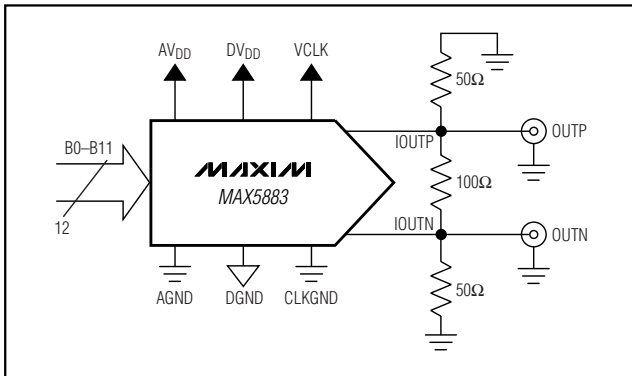 AVDD DVDD VCLK
50Ω
B0–B11
IOUTP
OUTP
MAXIM
MAX5883
100Ω
IOUTN
OUTN
12
50Ω
AGND DGND CLKGND